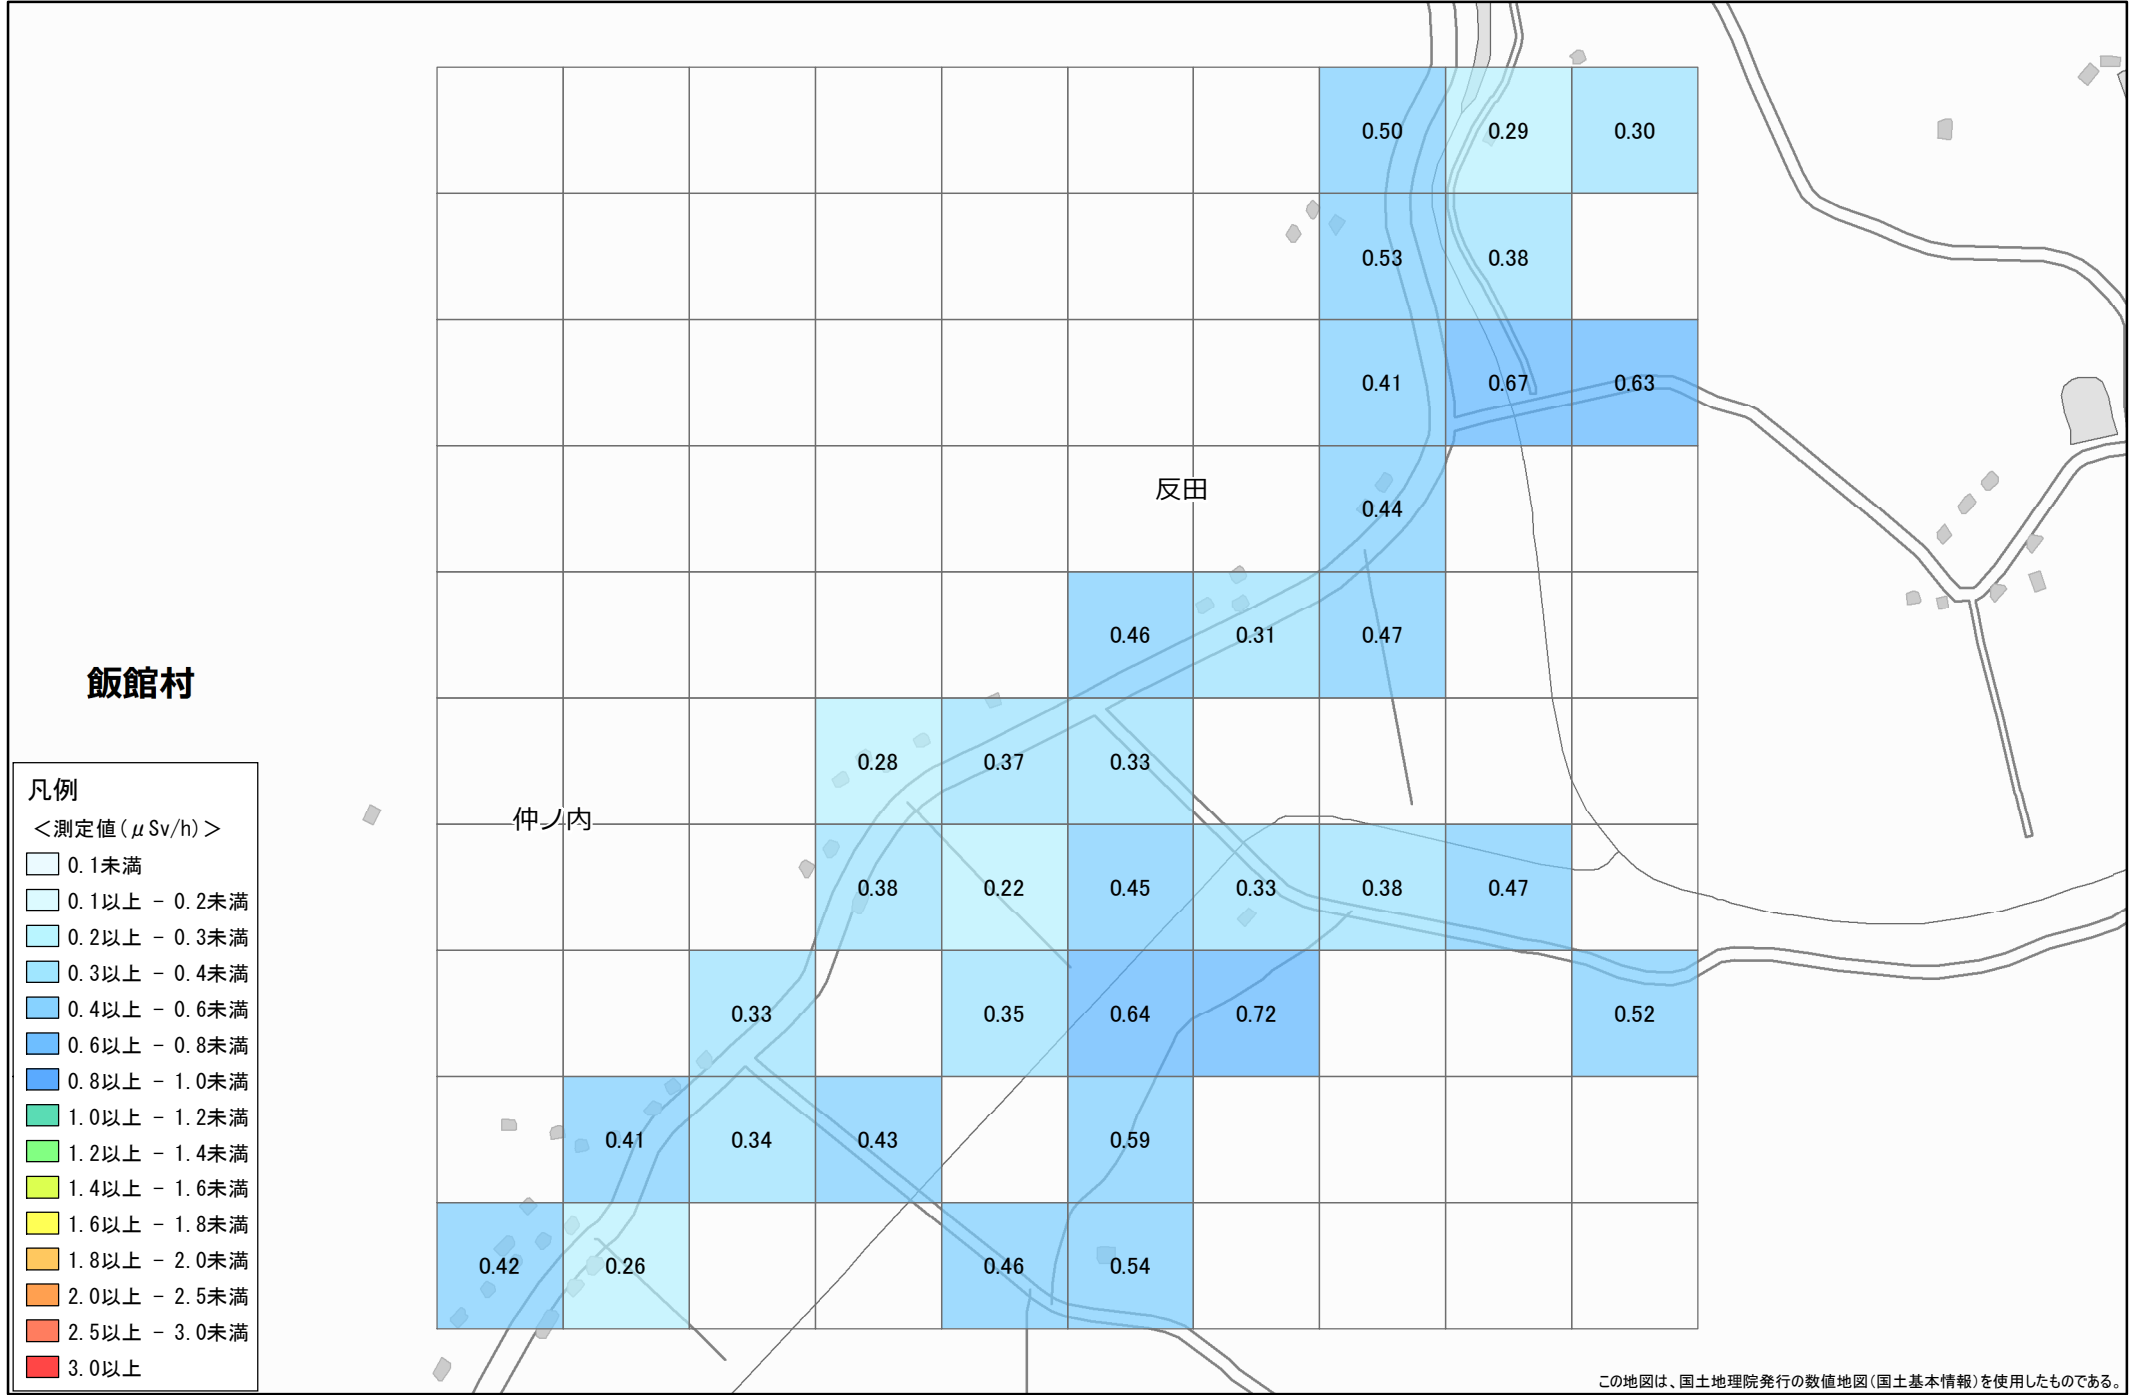 0.50 0.29 0.30
0.53 0.38
0.41 0.67 0.63
反田
0.44
0.46 0.31 0.47
飯館村
0.28 0.37 0.33
仲ノ内
0.38 0.22 0.45 0.33 0.38 0.47
0.33 0.35 0.64 0.72 0.52
0.41 0.34 0.43 0.59
0.42 0.26 0.46 0.54
凡例
＜測定値(μSv/h)＞
0.1未満
0.1以上 － 0.2未満
0.2以上 － 0.3未満
0.3以上 － 0.4未満
0.4以上 － 0.6未満
0.6以上 － 0.8未満
0.8以上 － 1.0未満
1.0以上 － 1.2未満
1.2以上 － 1.4未満
1.4以上 － 1.6未満
1.6以上 － 1.8未満
1.8以上 － 2.0未満
2.0以上 － 2.5未満
2.5以上 － 3.0未満
3.0以上
この地図は、国土地理院発行の数値地図(国土基本情報)を使用したものである。